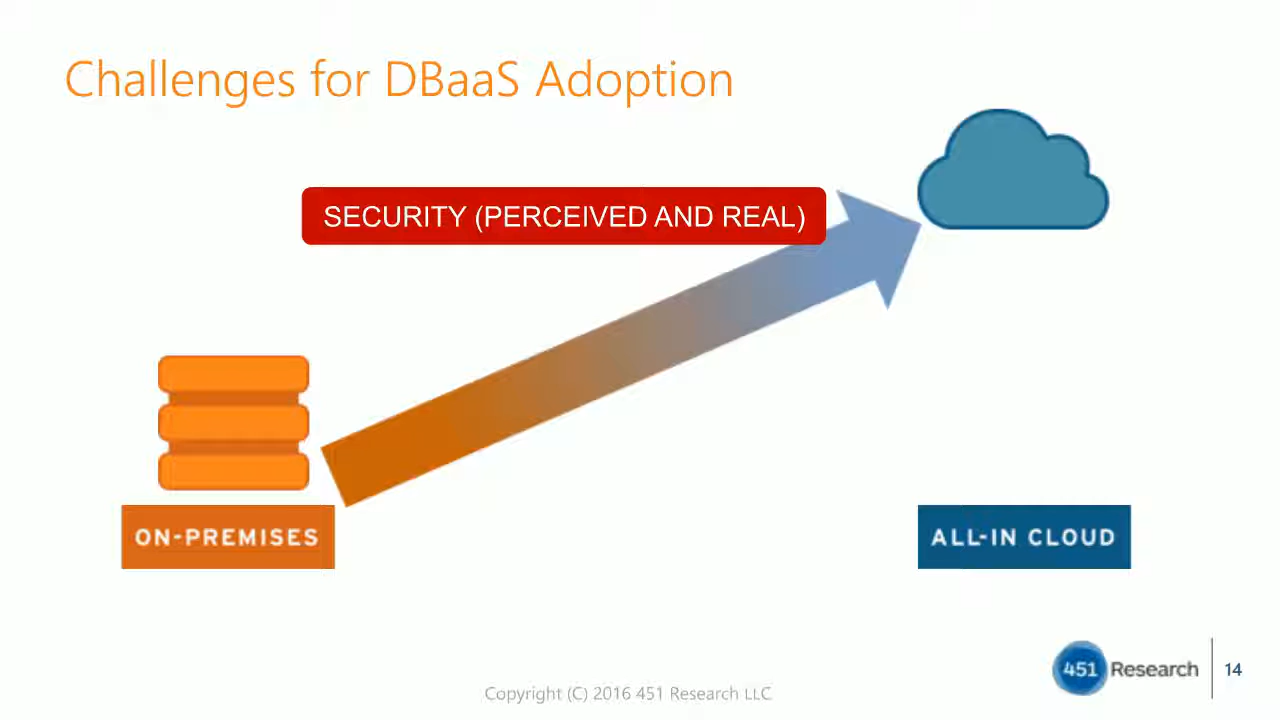 Challenges for DBaaS Adoption
SECURITY (PERCEIVED AND REAL)
ON-PREMISES
ALL-IN CLOUD
451 Research
14
Copyright (C) 2016 451 Research LLC